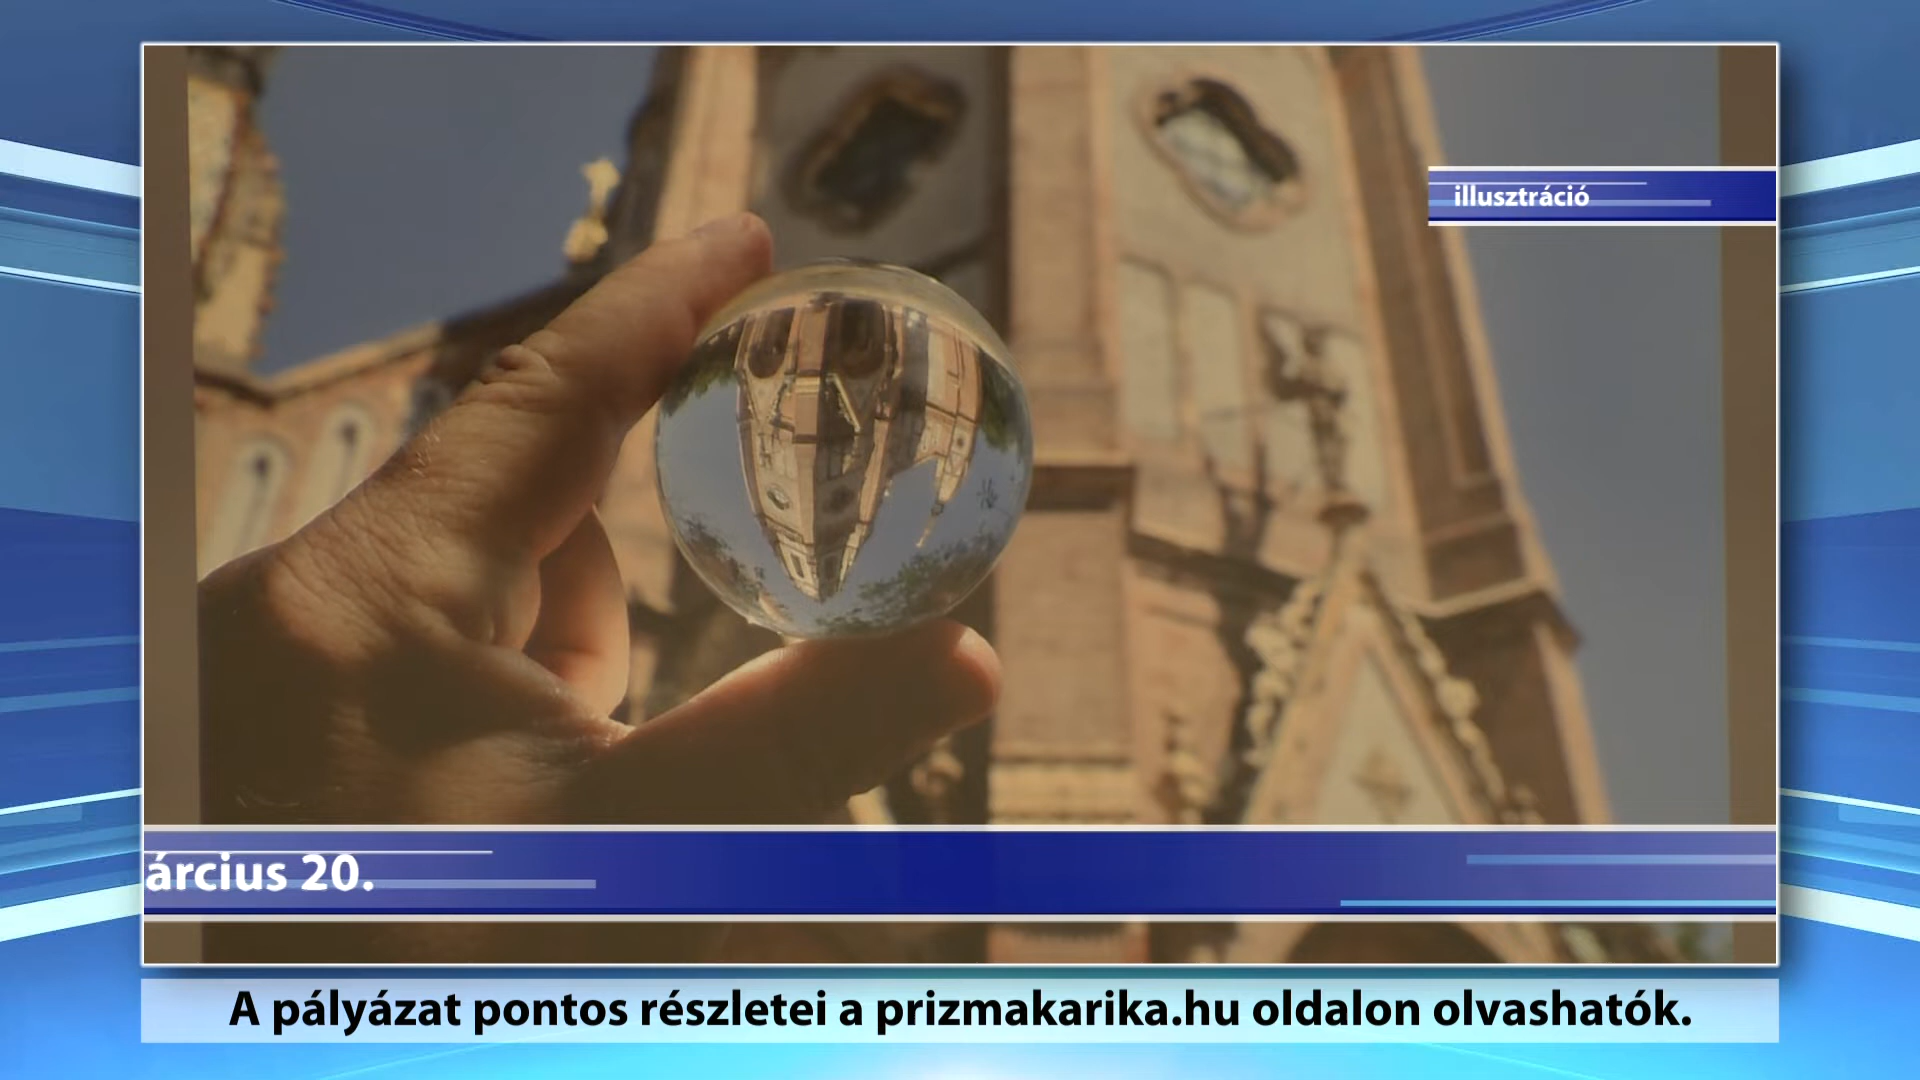 illusztráció
árcius 20.
A pályázat pontos részletei a prizmakarika.hu oldalon olvashatók.